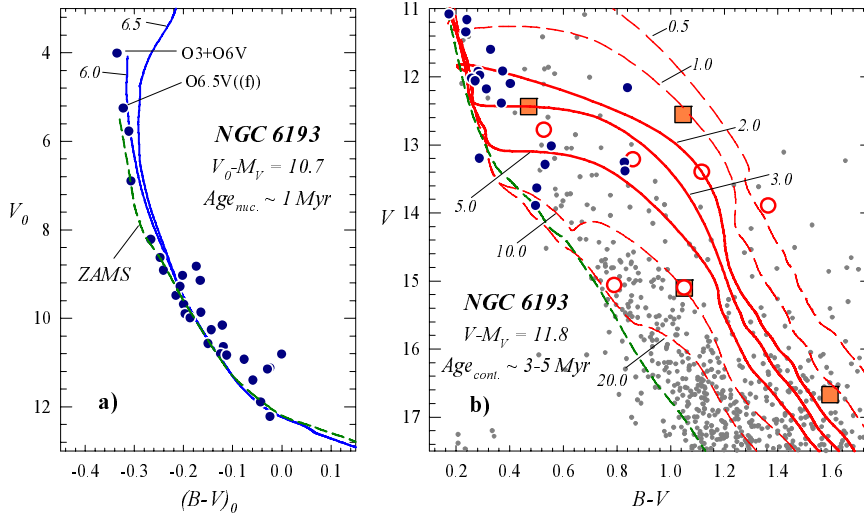 6.5
O3+O6V
6.0
O6.5V((f))
NGC 6193
V0-MV = 10.7
Agenuc. ~ 1 Myr
ZAMS
a)
4
6
8
10
12
V0
-0.4
-0.3
-0.2
-0.1
0.0
(B-V)0
0.5
1.0
2.0
3.0
5.0
10.0
20.0
NGC 6193
V-MV = 11.8
Agecont. ~ 3-5 Myr
b)
11
12
13
14
15
16
17
V
0.2
0.4
0.6
0.8
1.0
1.2
1.4
1.6
B-V